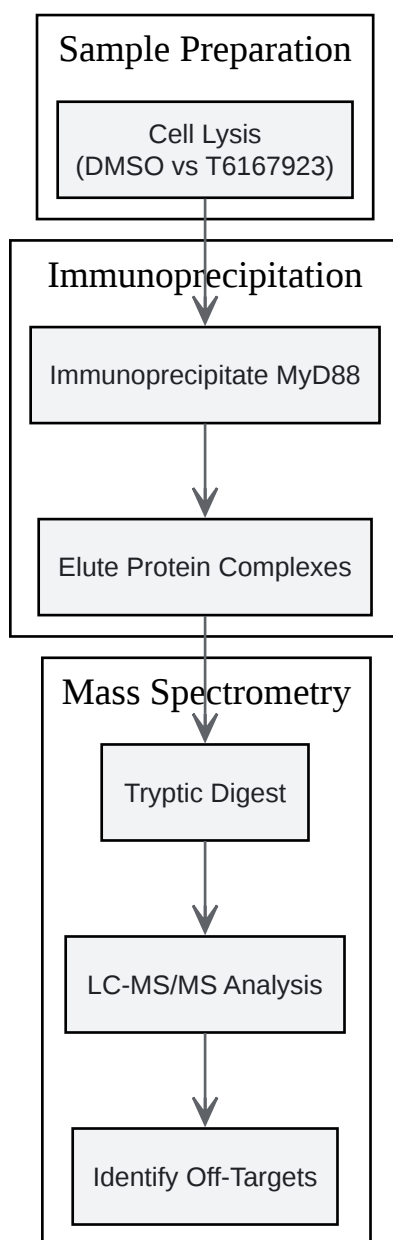 Sample Preparation
Cell Lysis
(DMSO vs T6167923)
Immunoprecipitation
Immunoprecipitate MyD88
Elute Protein Complexes
Mass Spectrometry
Tryptic Digest
LC-MS/MS Analysis
Identify Off-Targets